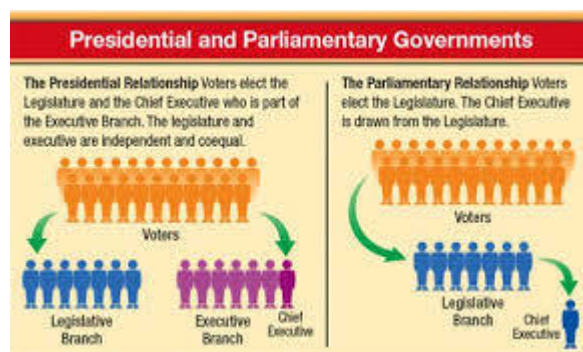 Presidential and Parliamentary Governments
The Presidential Relationship Voters elect the
Legislature and the Chief Executive who is part of
the Executive Branch. The legislature and
executive are independent and coequal.
Voters
Legislative
Branch
Executive
Branch
Chief
Executive
The Parliamentary Relationship Voters
elect the Legislature. The Chief Executive
is drawn from the Legislature.
Voters
Legislative
Branch
Chief
Executive